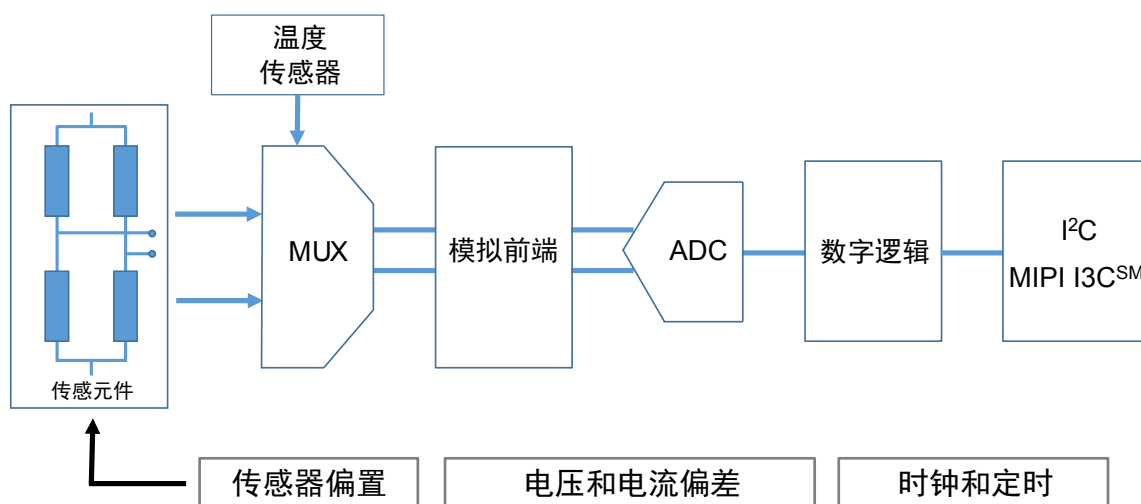 温度
传感器
传感元件
MUX
模拟前端
ADC
数字逻辑
I²C
MIPI I3Cˢᴹ
传感器偏置
电压和电流偏差
时钟和定时